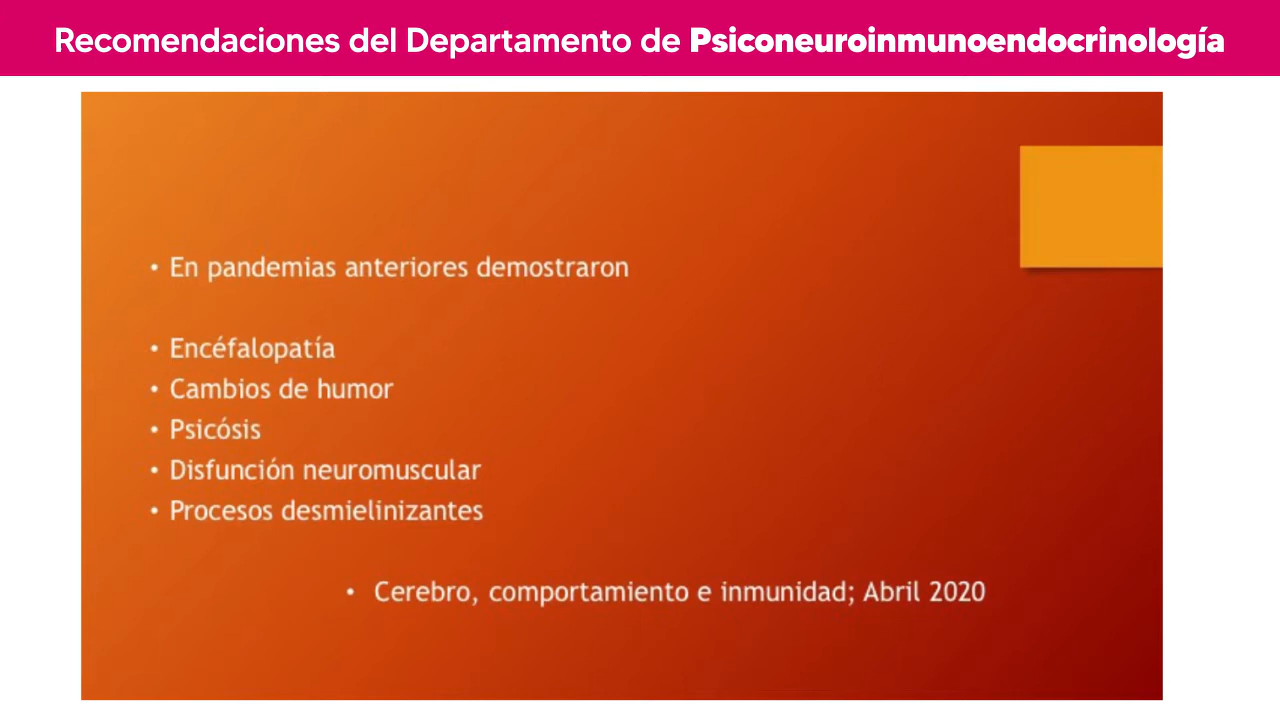 Recomendaciones del Departamento de Psiconeuroinmunoendocrinología
• En pandemias anteriores demostraron
• Encéfalopatía
• Cambios de humor
• Psicósis
• Disfunción neuromuscular
• Procesos desmielinizantes
• Cerebro, comportamiento e inmunidad; Abril 2020